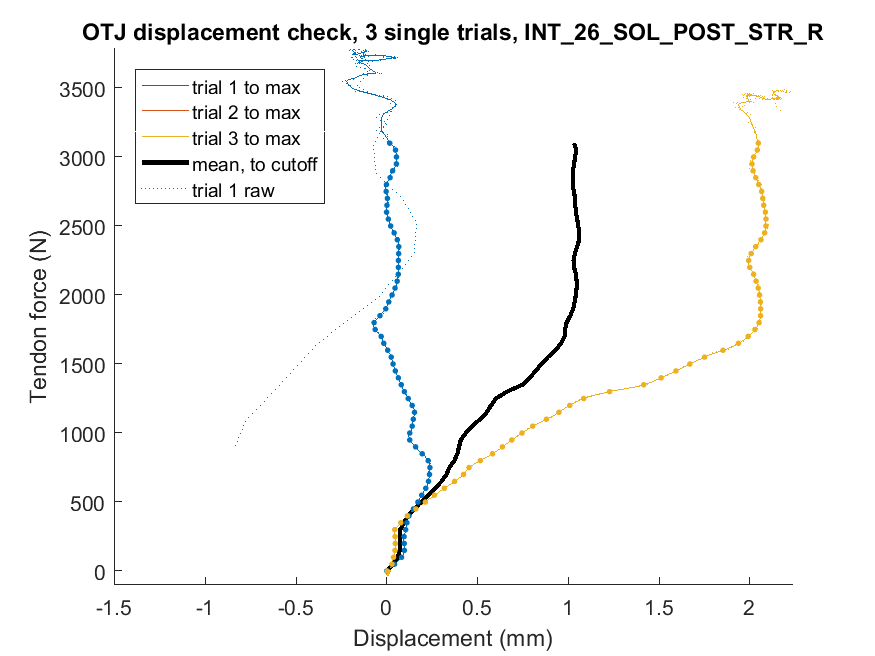 OTJ displacement check, 3 single trials, INT_26_SOL_POST_STR_R
trial 1 to max
trial 2 to max
trial 3 to max
mean, to cutoff
trial 1 raw
Tendon force (N)
3500
3000
2500
2000
1500
1000
500
0
-1.5 -1 -0.5 0 0.5 1 1.5 2
Displacement (mm)